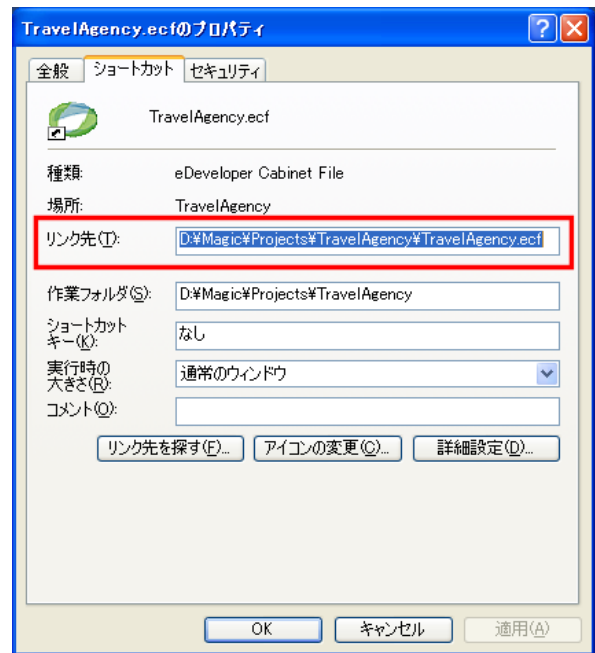 TravelAgency.ecfのプロパティ
全般 ショートカット セキュリティ
TravelAgency.ecf
種類: eDeveloper Cabinet File
場所: TravelAgency
リンク先(T): D:¥Magic¥Projects¥TravelAgency¥TravelAgency.ecf
作業フォルダ(S): D:¥Magic¥Projects¥TravelAgency
ショートカット
キー(K): なし
実行時の
大きさ(R): 通常のウィンドウ
コメント(O):
リンク先を探す(F)... アイコンの変更(C)... 詳細設定(D)...
OK キャンセル 適用(A)